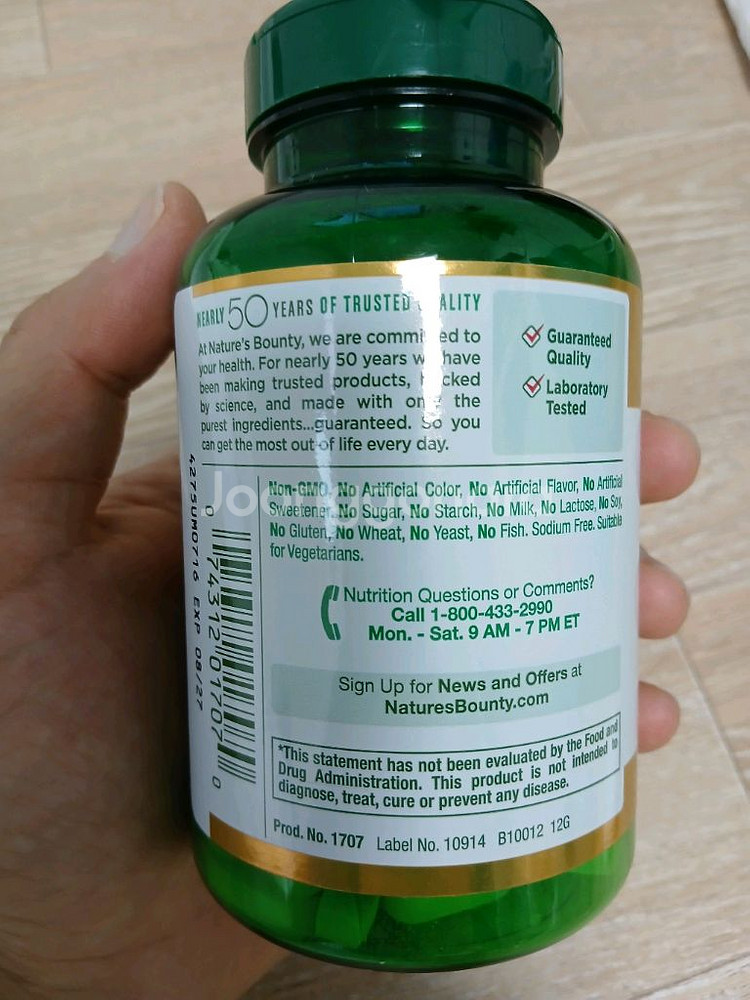 NEARLY 50 YEARS OF TRUSTED
At Nature's Bounty, we are to
your health. For nearly 50 years have
been making trusted products,
by science, and made with the
purest ingredients...guaranteed. So you
can get the most out of life every day.
Guaranteed
Quality
Laboratory
Tested
Non-GMO, No Artificial Color, No Artificial Flavor, No Artificial
Sweetener, No Sugar, No Starch, No Milk, No Lactose, No Soy,
No Gluten, No Wheat, No Yeast, No Fish. Sodium Free. Suitable
for Vegetarians.
Nutrition Questions or Comments?
Call 1-800-433-2990
Mon. - Sat. 9 AM - 7 PM ET
Sign Up for News and Offers at
NaturesBounty.com
*This statement has not been evaluated by the Food and
Drug Administration. This product is not intended to
diagnose, treat, cure or prevent any disease.
Prod. No. 1707 Label No. 10914 B10012 12G
4275UM0716 EXP 08/27
74312 01707 0